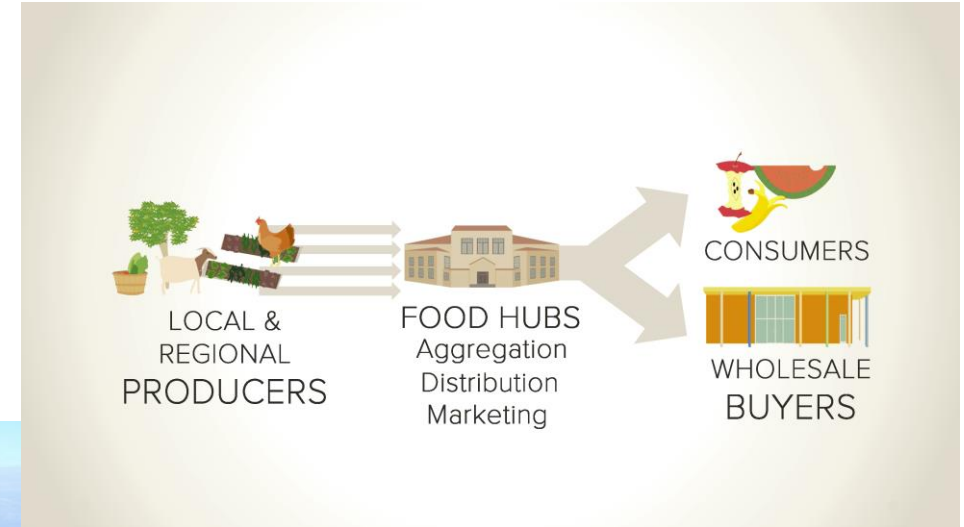 LOCAL &
REGIONAL
PRODUCERS
FOOD HUBS
Aggregation
Distribution
Marketing
CONSUMERS
WHOLESALE
BUYERS